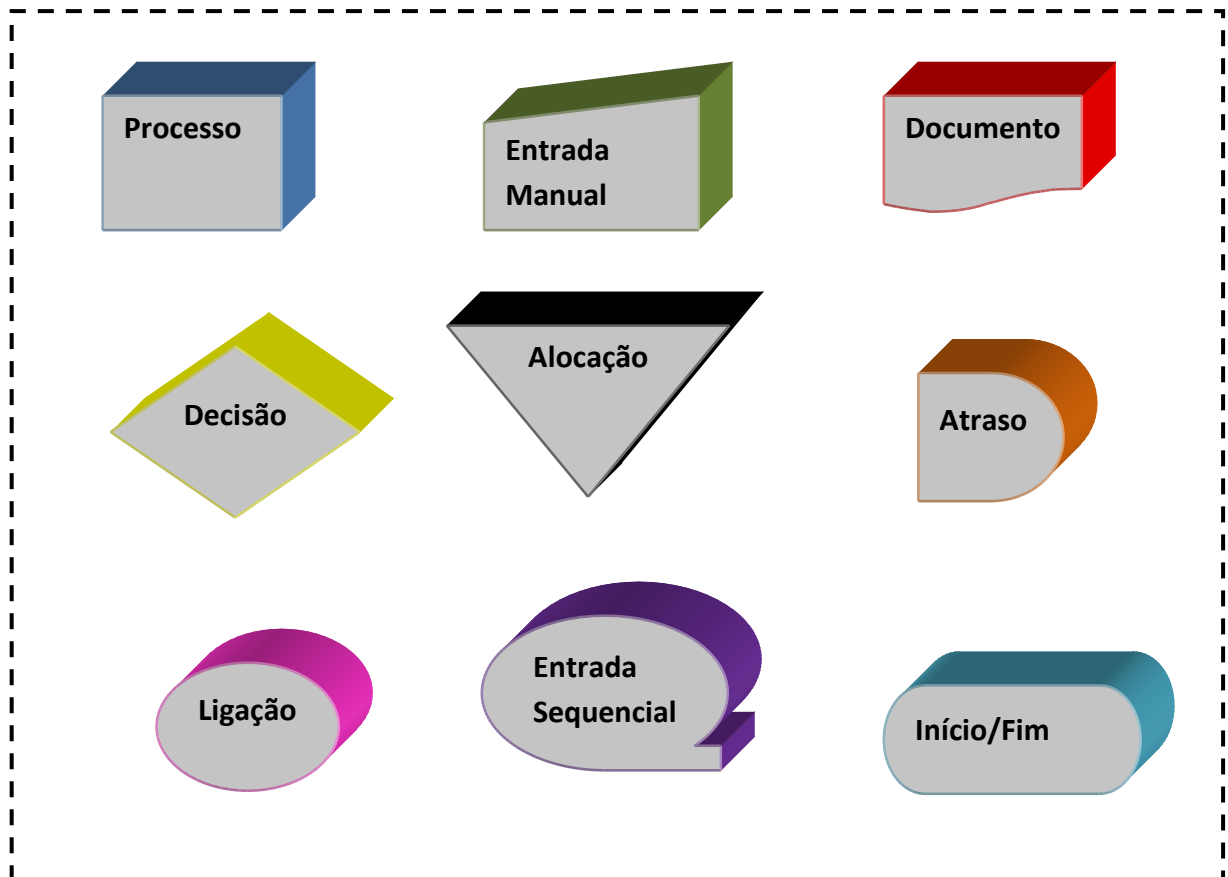 Processo
Entrada
Manual
Documento
Decisão
Alocação
Atraso
Ligação
Entrada
Sequencial
Início/Fim